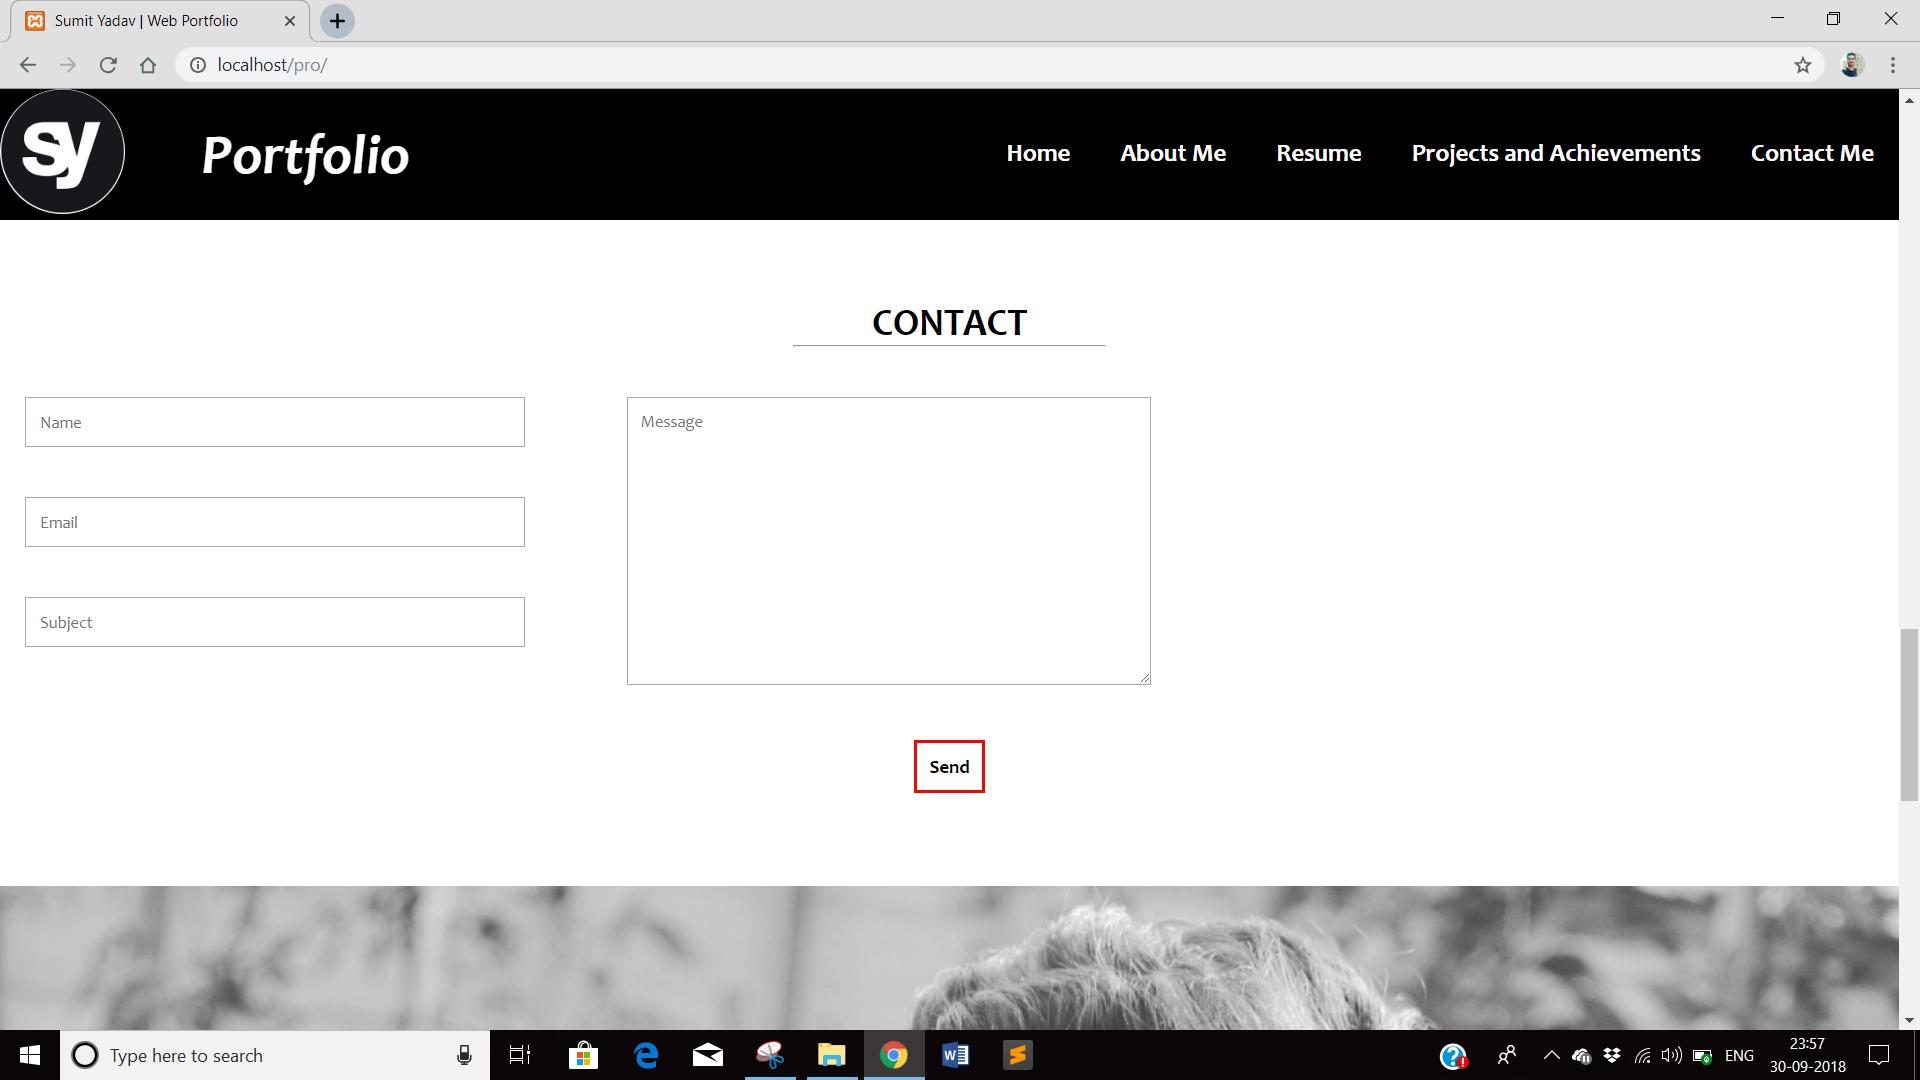 Sumit Yadav | Web Portfolio
localhost/pro/
sy
Portfolio
Home
About Me
Resume
Projects and Achievements
Contact Me
CONTACT
Name
Message
Email
Subject
Send
Type here to search
ENG
23:57
30-09-2018